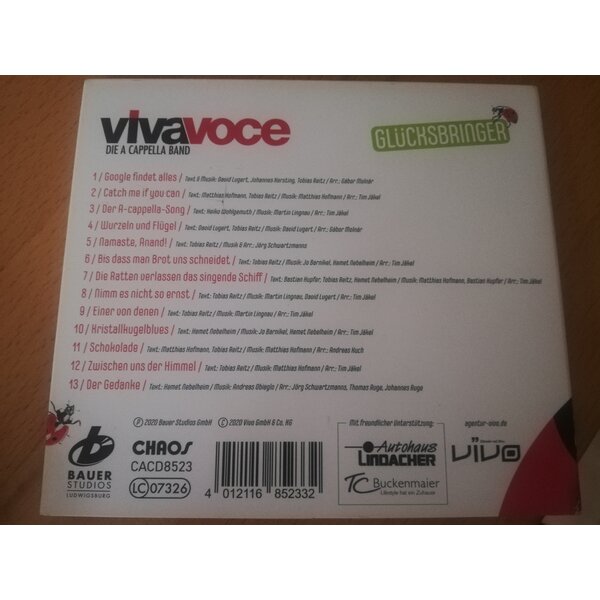 vivavoce
DIE A CAPPELLA BAND
GLÜCKSBRINGER
1 / Google findet alles / Text & Musik: David Lugert, Johannes Hersting, Tobias Reitz / Arr.: Gábor Molnár
2 / Catch me if you can / Text: Matthias Hofmann, Tobias Reitz / Musik: Matthias Hofmann / Arr.: Tim Jäkel
3 / Der A-cappella-Song / Text: Heiko Wohlgemuth / Musik: Martin Lingnau / Arr.: Tim Jäkel
4 / Wurzeln und Flügel / Text: David Lugert, Tobias Reitz / Musik: David Lugert / Arr.: Gábor Molnár
5 / Namaste, Anand! / Text: Tobias Reitz / Musik & Arr.: Jörg Schwartzmanns
6 / Bis dass man Brot uns schneidet / Text: Tobias Reitz / Musik: Jo Barnikel, Hemet Nebelheim / Arr.: Tim Jäkel
7 / Die Ratten verlassen das singende Schiff / Text: Bastian Hupfer, Tobias Reitz, Hemet Nebelheim / Musik: Matthias Hofmann, Bastian Hupfer / Arr.: Tim Jäkel
8 / Nimm es nicht so ernst / Text: Tobias Reitz / Musik: Martin Lingnau, David Lugert / Arr.: Tim Jäkel
9 / Einer von denen / Text: Tobias Reitz / Musik: Martin Lingnau / Arr.: Tim Jäkel
10 / Kristallkugelblues / Text: Hemet Nebelheim / Musik: Jo Barnikel, Hemet Nebelheim / Arr.: Tim Jäkel
11 / Schokolade / Text: Matthias Hofmann, Tobias Reitz / Musik: Matthias Hofmann / Arr.: Andreas Kuch
12 / Zwischen uns der Himmel / Text: Tobias Reitz / Musik: Matthias Hofmann / Arr.: Tim Jäkel
13 / Der Gedanke / Text: Hemet Nebelheim / Musik: Andreas Obieglo / Arr.: Jörg Schwartzmanns, Thomas Ruge, Johannes Ruge
℗ 2020 Bauer Studios GmbH © 2020 Viva GmbH & Co. KG
Mit freundlicher Unterstützung:
agentur-vivo.de
BAUER
STUDIOS
LUDWIGSBURG
CHAOS
CACD8523
LC 07326
4 012116 852332
Autohaus
LINDACHER
TC Buckenmaier
Lifestyle hat ein Zuhause
VIVO